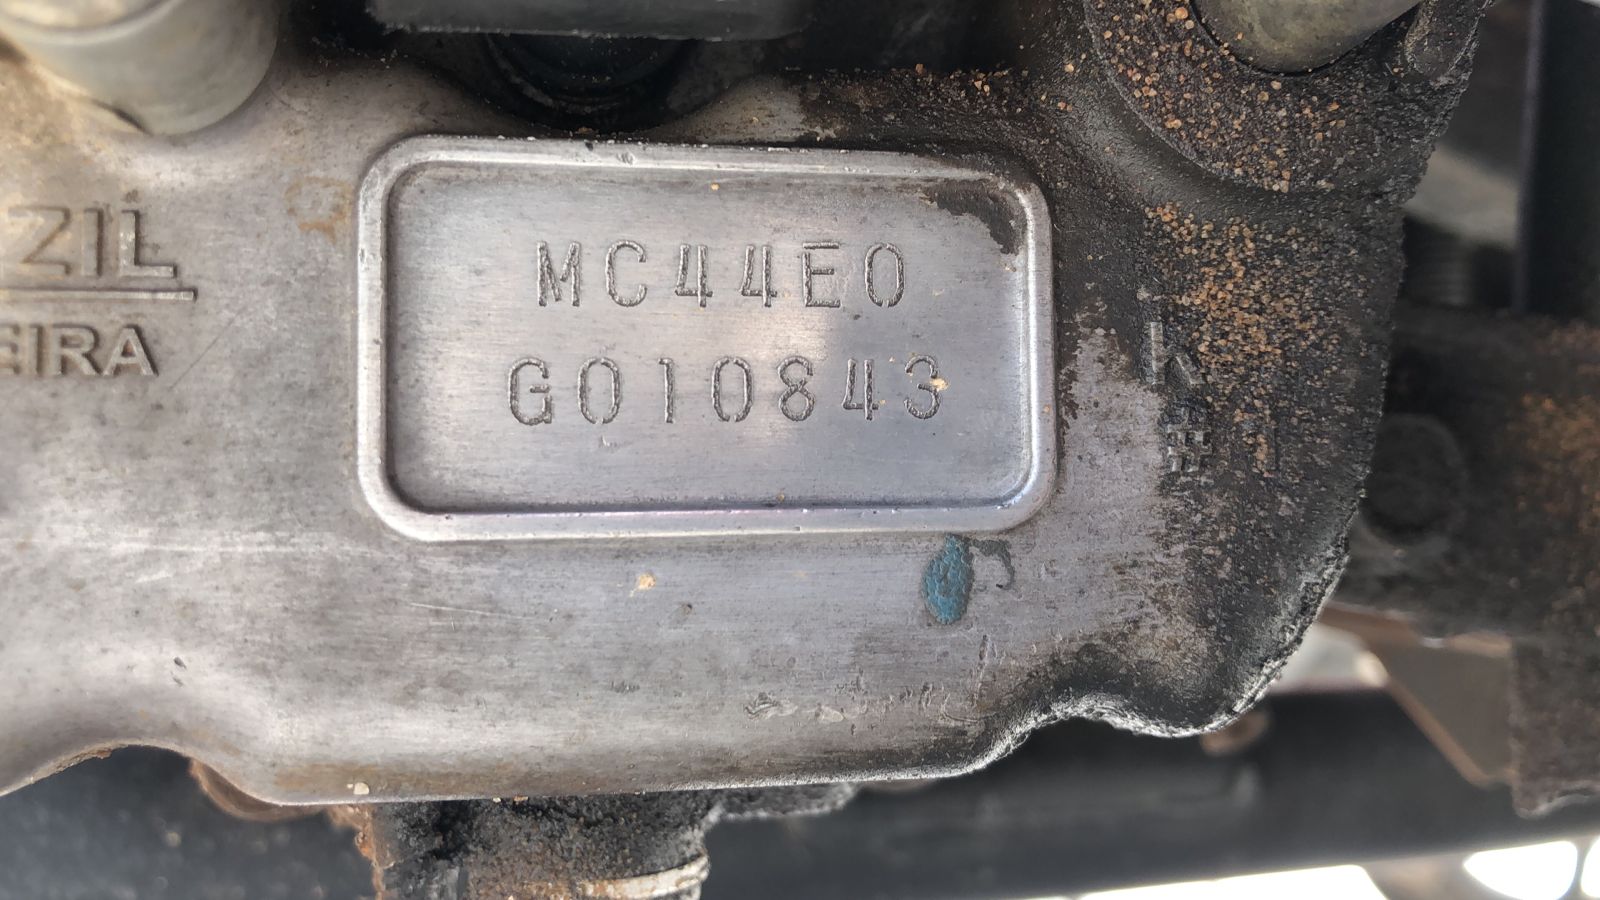 ZIL
EIRA
MC44E0
G010843
K
#